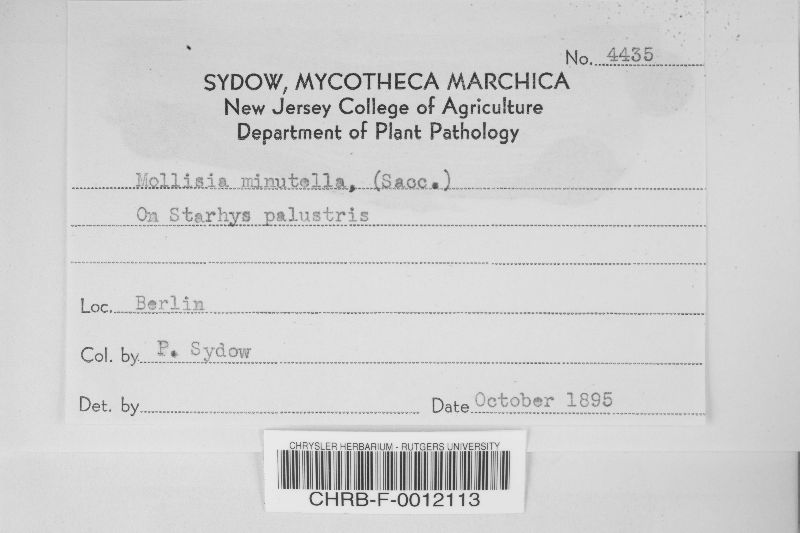 No. 4435
SYDOW, MYCOTHECA MARCHICA
New Jersey College of Agriculture
Department of Plant Pathology
Mollisia minutella, (Sacc.)
On Starhys palustris
Loc. Berlin
Col. by P. Sydow
Det. by
Date October 1895
CHRYSLER HERBARIUM - RUTGERS UNIVERSITY
CHRB-F-0012113